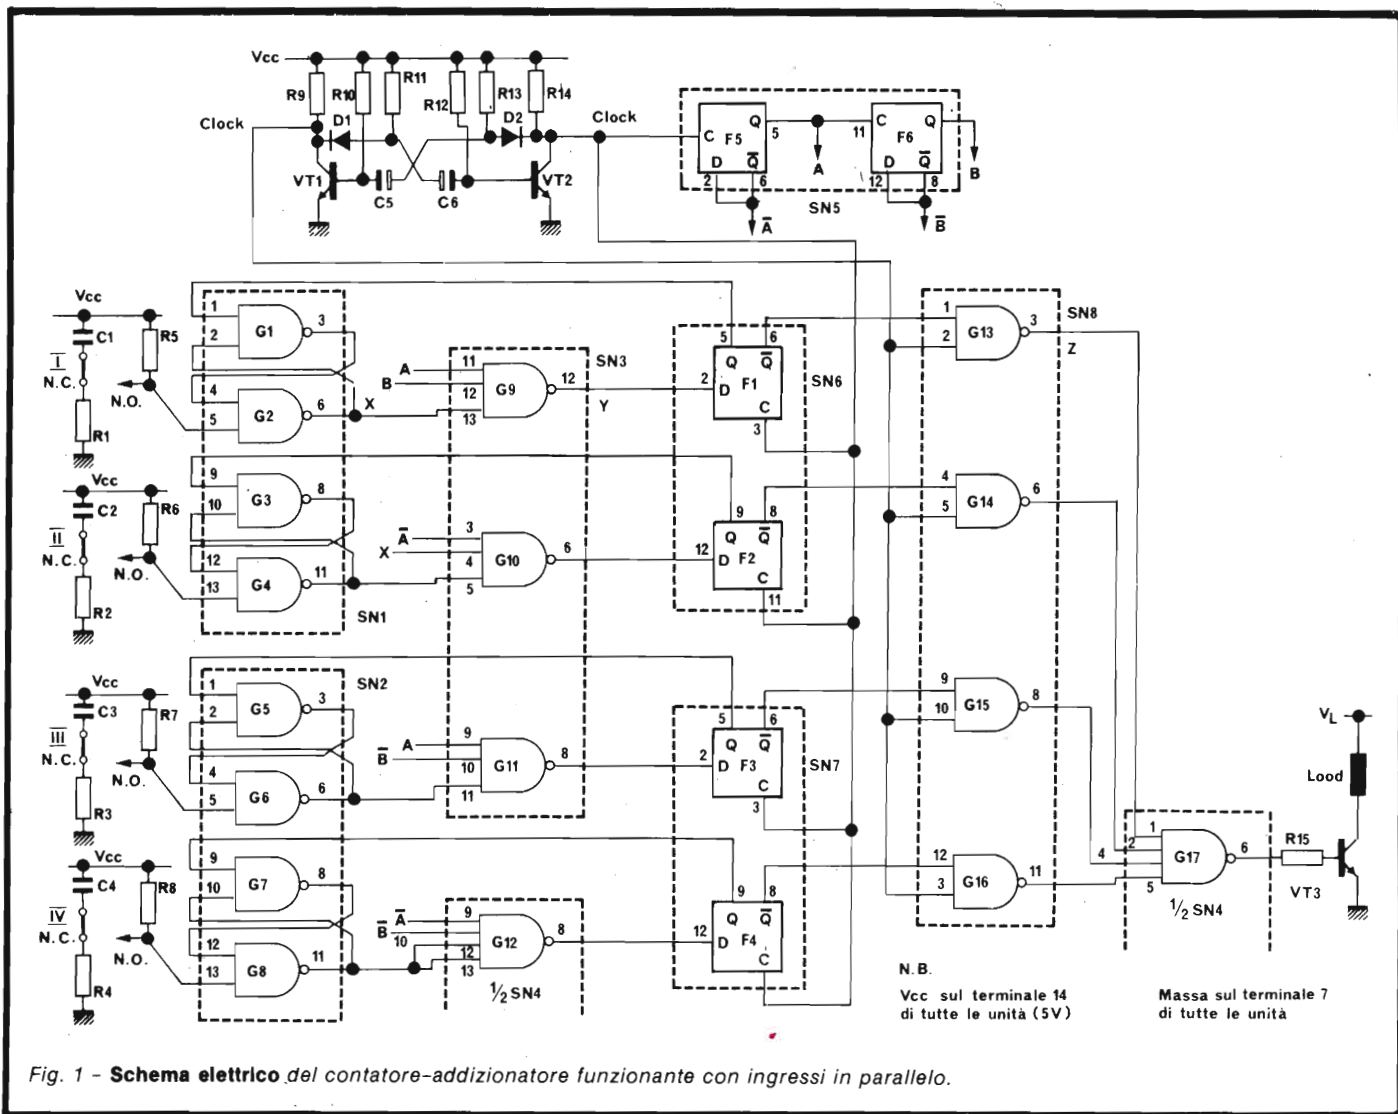 Vcc
R9
R10
R11
R12
R13
R14
Clock
D1
D2
Clock
VT1
C5
C6
VT2
C
F5
Q
5
D
Q̅
2
6
A
A̅
11
C
F6
Q
D
Q̅
12
8
B
B̅
SN5
Vcc
C1
R5
I
N.C.
N.O.
R1
1
2
G1
3
4
5
G2
6
X
A
B
11
12
13
G9
12
SN3
Y
5
6
Q
Q̅
2
D
F1
C
3
SN6
1
2
G13
3
SN8
Z
Vcc
C2
R6
II
N.C.
N.O.
R2
9
10
G3
8
12
13
G4
11
SN1
A̅
X
3
4
5
G10
6
9
8
Q
Q̅
12
D
F2
C
11
4
5
G14
6
Vcc
C3
R7
III
N.C.
N.O.
R3
1
2
G5
3
SN2
4
5
G6
6
A
B̅
9
10
11
G11
8
5
6
Q
Q̅
2
D
F3
C
3
SN7
9
10
G15
8
VL
Lood
Vcc
C4
R8
IV
N.C.
N.O.
R4
9
10
G7
8
12
13
G8
11
A̅
B̅
9
10
12
13
G12
8
1/2 SN4
9
8
Q
Q̅
12
D
F4
C
12
3
G16
11
1
2
4
5
G17
6
1/2 SN4
R15
VT3
N.B.
Vcc sul terminale 14
di tutte le unità (5V)
Massa sul terminale 7
di tutte le unità
Fig. 1 - Schema elettrico del contatore-addizionatore funzionante con ingressi in parallelo.